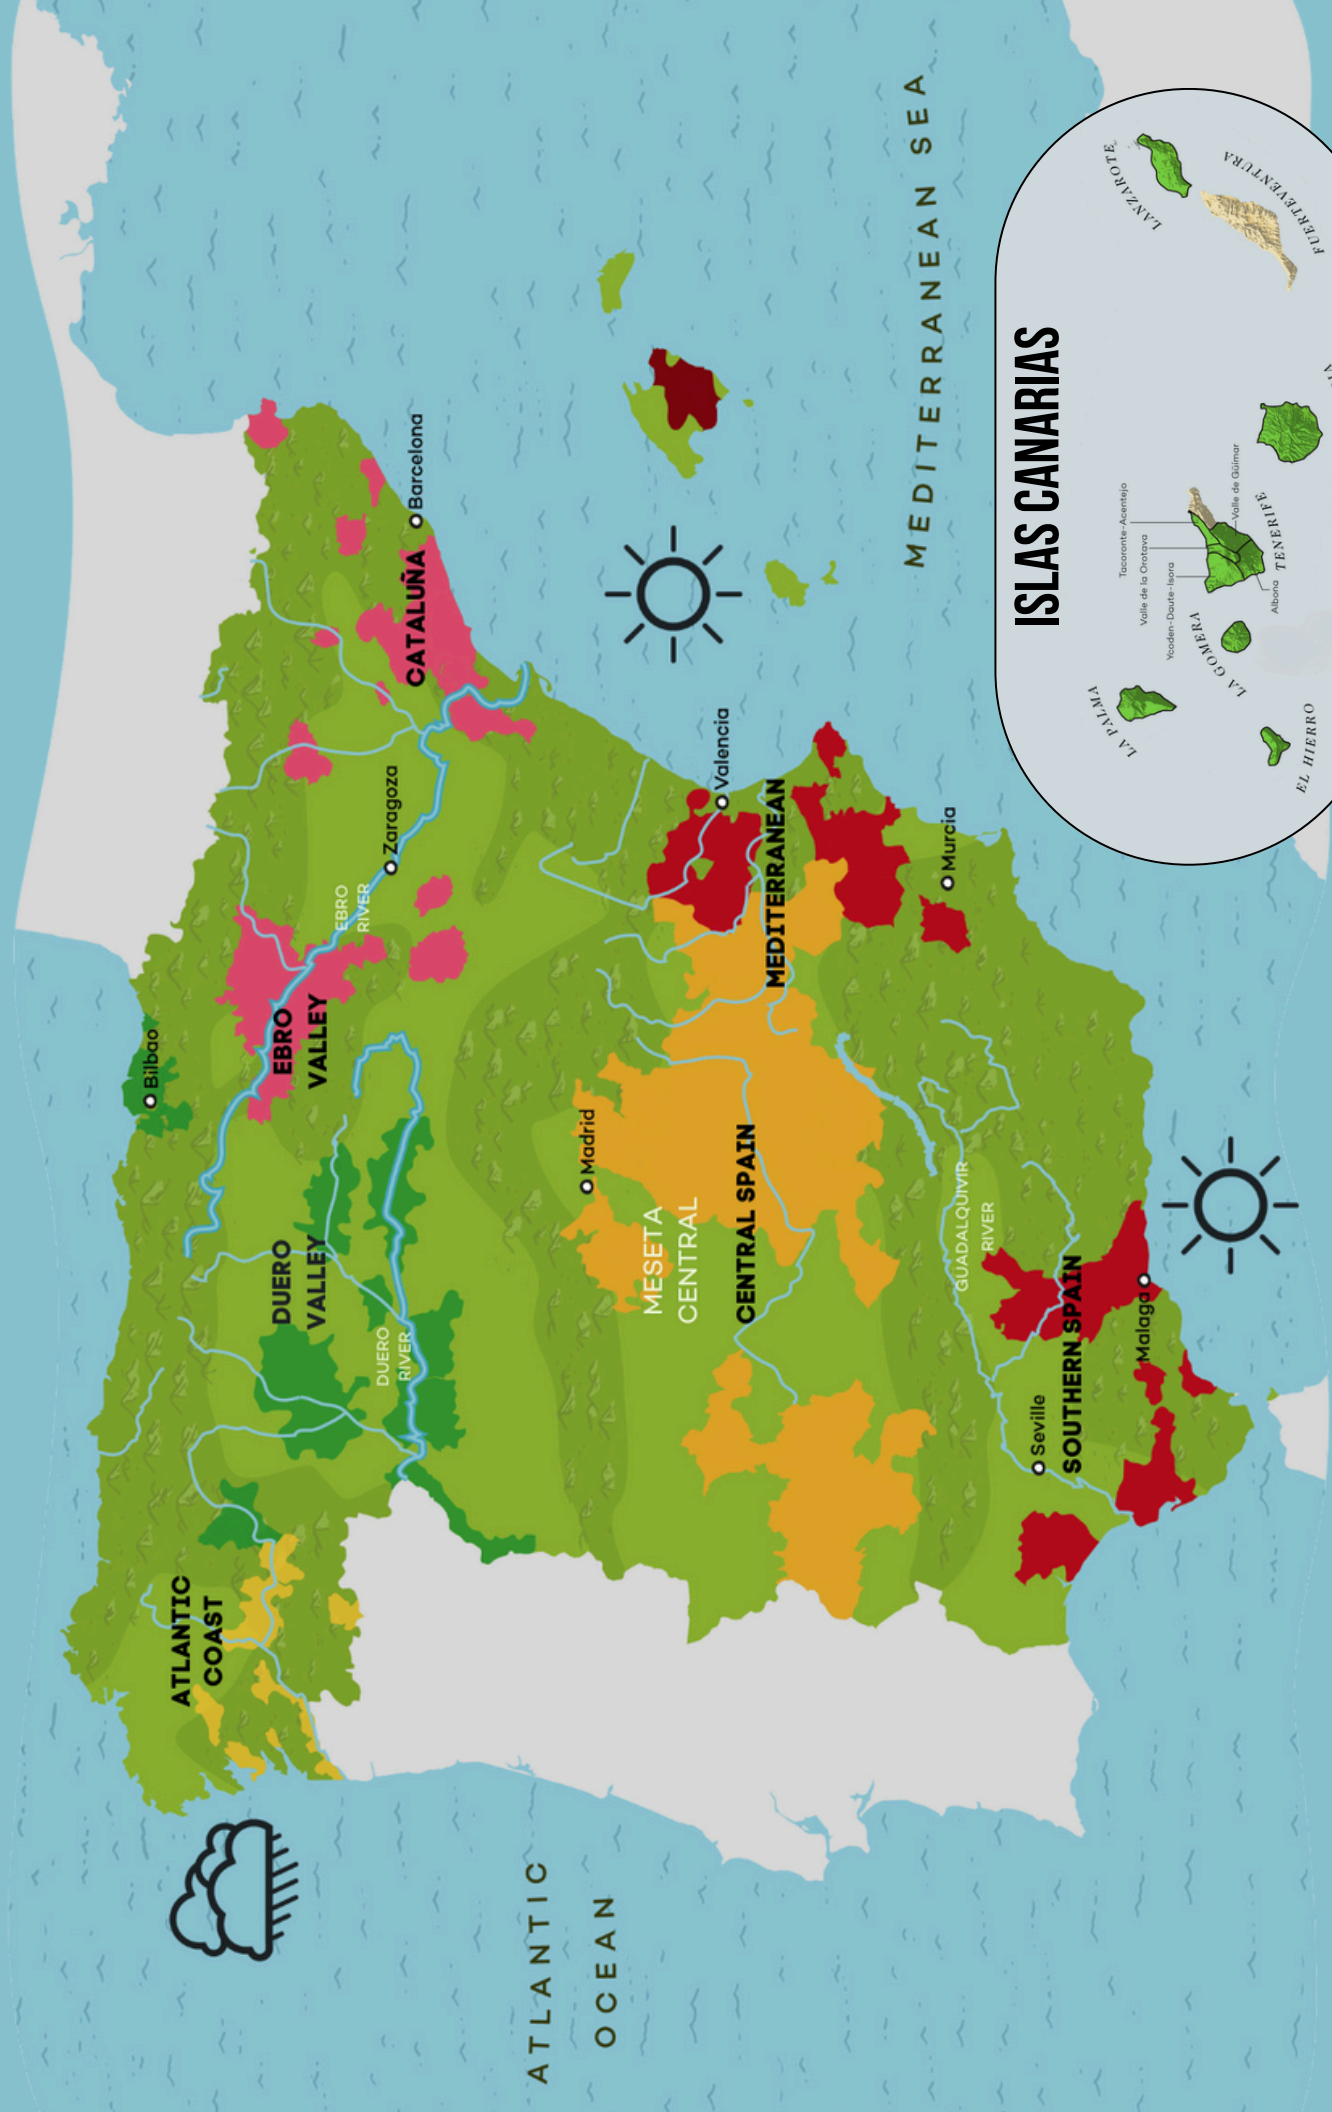 ATLANTIC
COAST
Bilbao
DUERO
VALLEY
EBRO
VALLEY
EBRO
RIVER
DUERO
RIVER
Zaragoza
CATALUÑA
Barcelona
ATLANTIC
OCEAN
Madrid
MESETA
CENTRAL
CENTRAL SPAIN
Valencia
MEDITERRANEAN
MEDITERRANEAN SEA
Murcia
GUADALQUIVIR
RIVER
Seville
SOUTHERN SPAIN
Malaga
ISLAS CANARIAS
LANZAROTE
FUERTEVENTURA
LA PALMA
Tacoronte-Acentejo
Valle de la Orotava
Ycoden-Daute-Isora
LA GOMERA
Valle de Güimar
TENERIFE
Albona
EL HIERRO